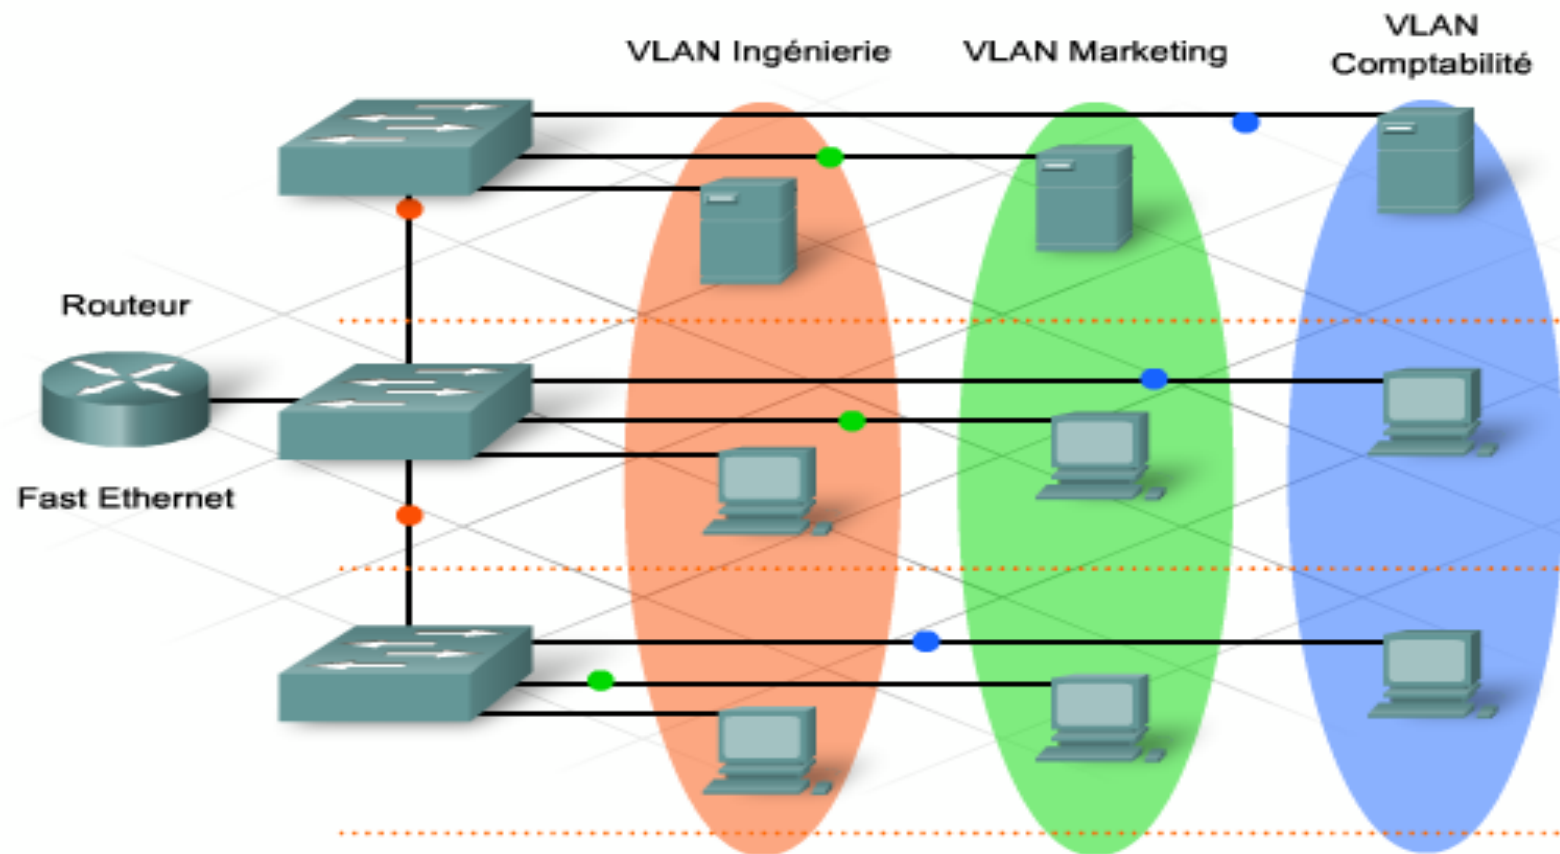 VLAN Ingénierie
VLAN Marketing
VLAN
Comptabilité
Routeur
Fast Ethernet